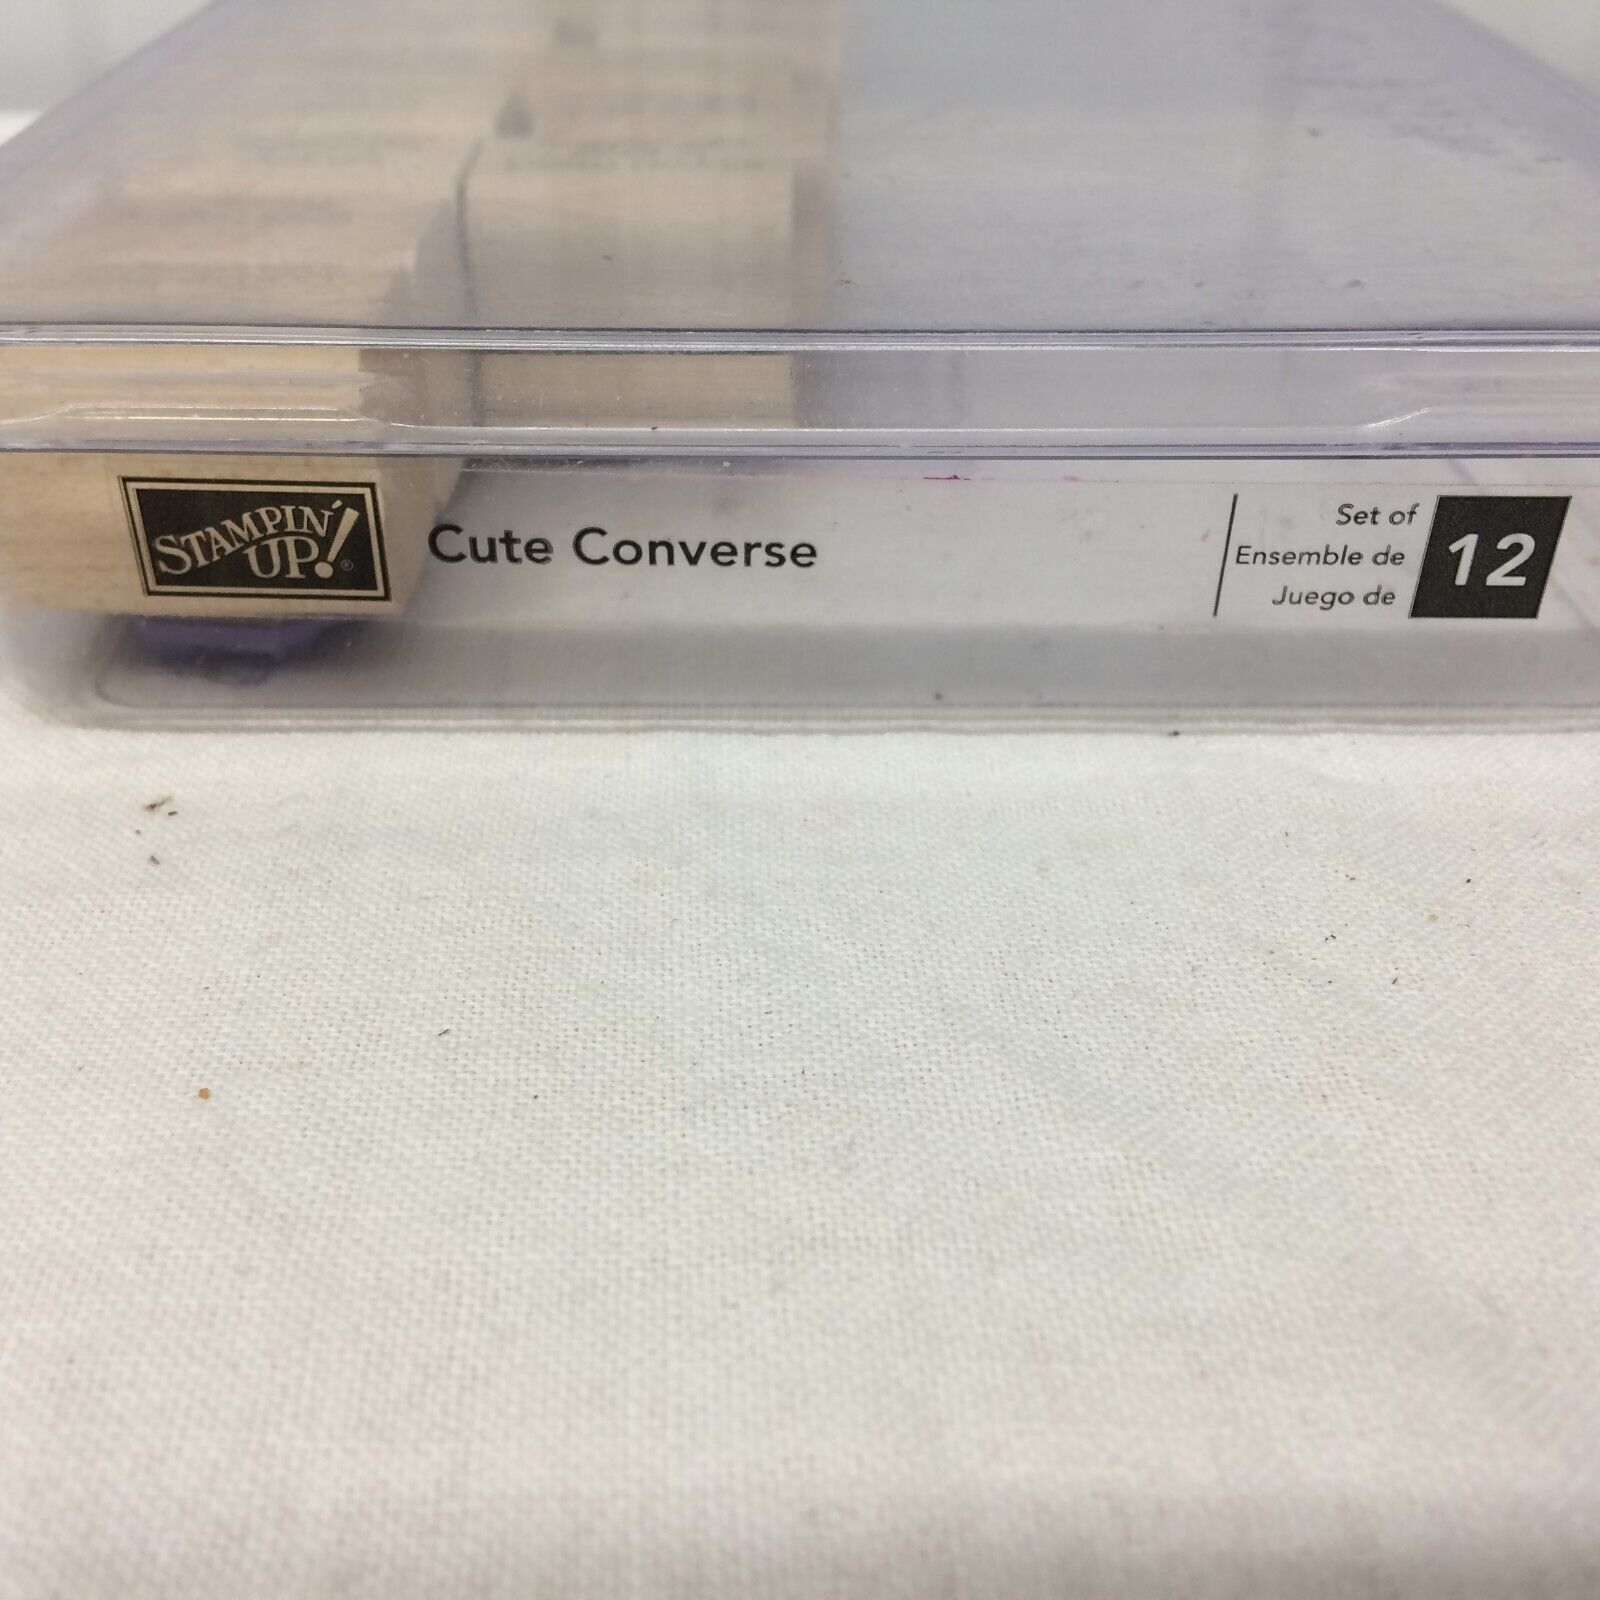 STAMPIN' UP!®
Cute Converse
Set of
Ensemble de
Juego de
12